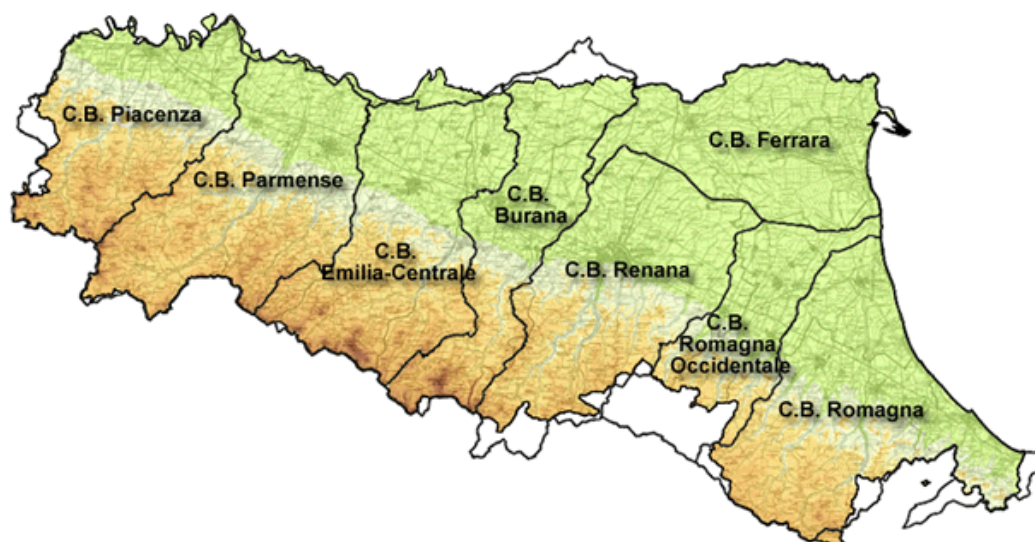 C.B. Piacenza
C.B. Ferrara
C.B. Parmense
C.B.
Burana
C.B.
Emilia-Centrale
C.B. Renana
C.B.
Romagna
Occidentale
C.B. Romagna